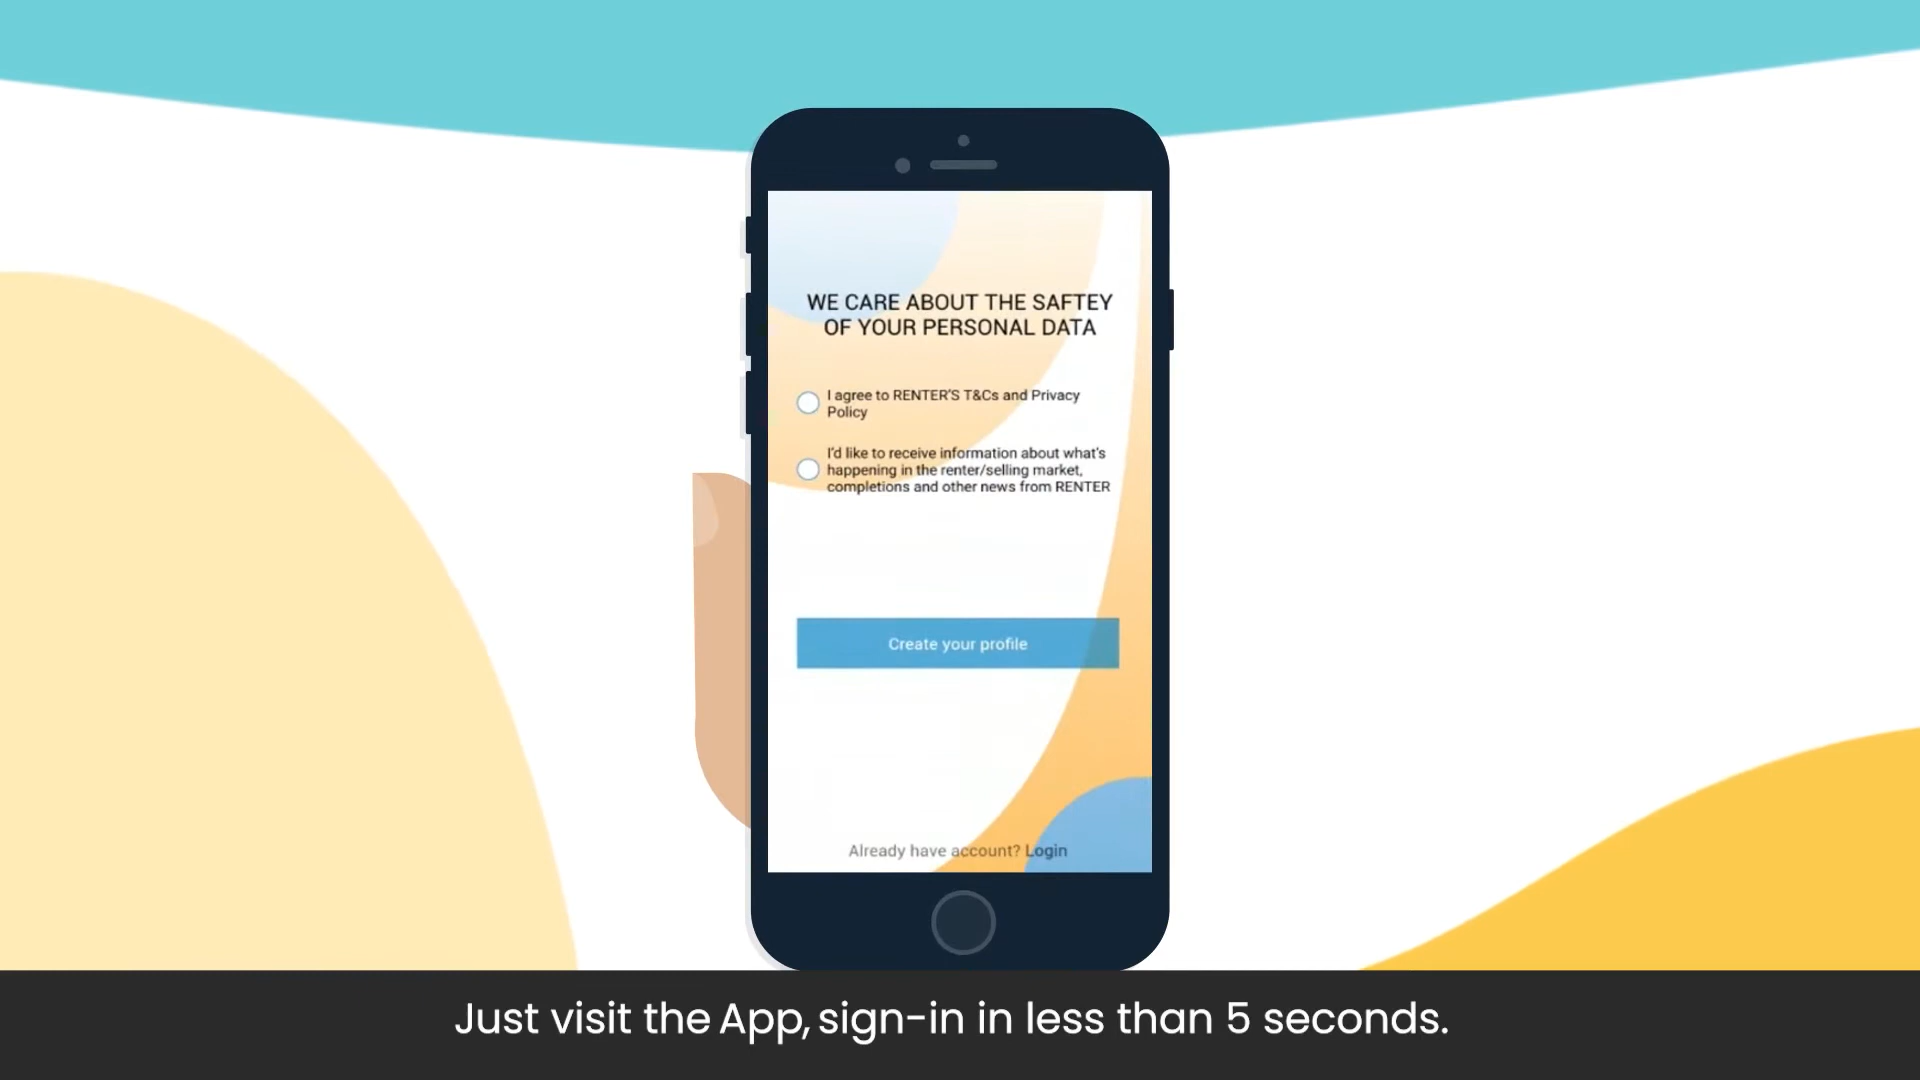 WE CARE ABOUT THE SAFTEY
OF YOUR PERSONAL DATA
I agree to RENTER'S T&Cs and Privacy
Policy
I'd like to receive information about what's
happening in the renter/selling market,
completions and other news from RENTER
Create your profile
Already have account? Login
Just visit the App, sign-in in less than 5 seconds.